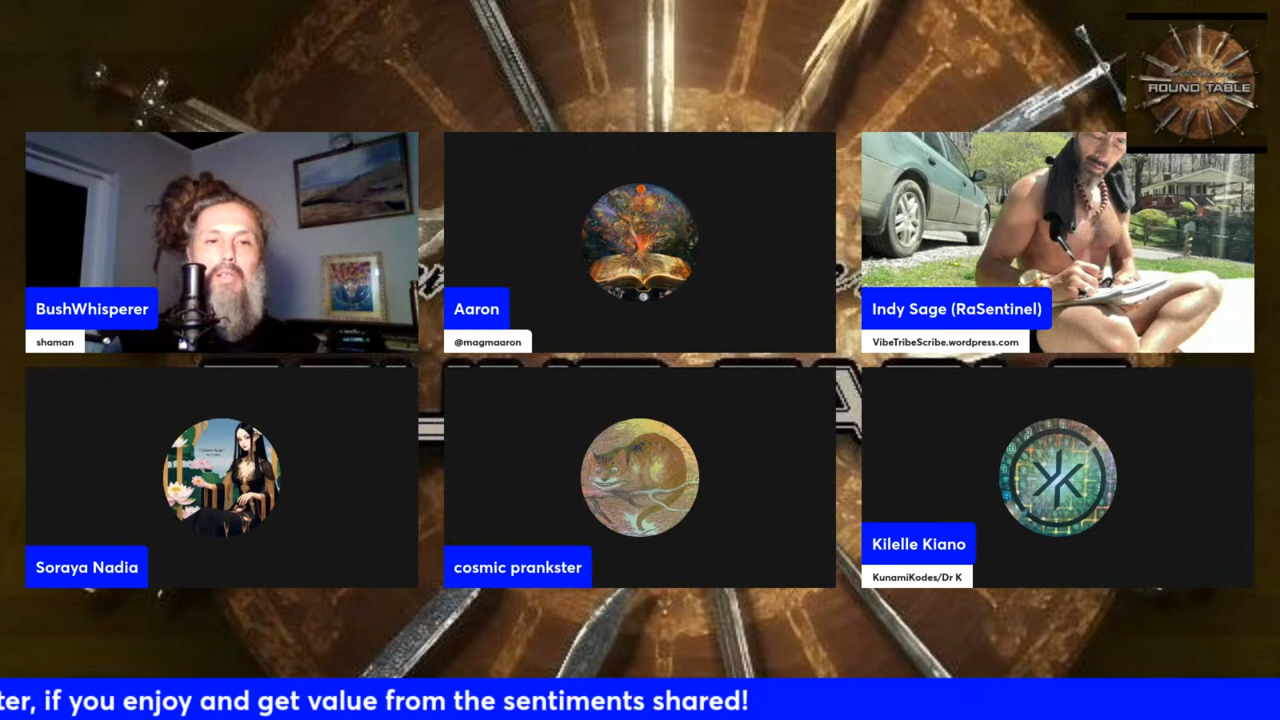 ROUND TABLE
BushWhisperer
shaman
Aaron
@magmaaron
Indy Sage (RaSentinel)
VibeTribeScribe.wordpress.com
Soraya Nadia
cosmic prankster
Kilelle Kiano
KunamiKodes/Dr K
ter, if you enjoy and get value from the sentiments shared!